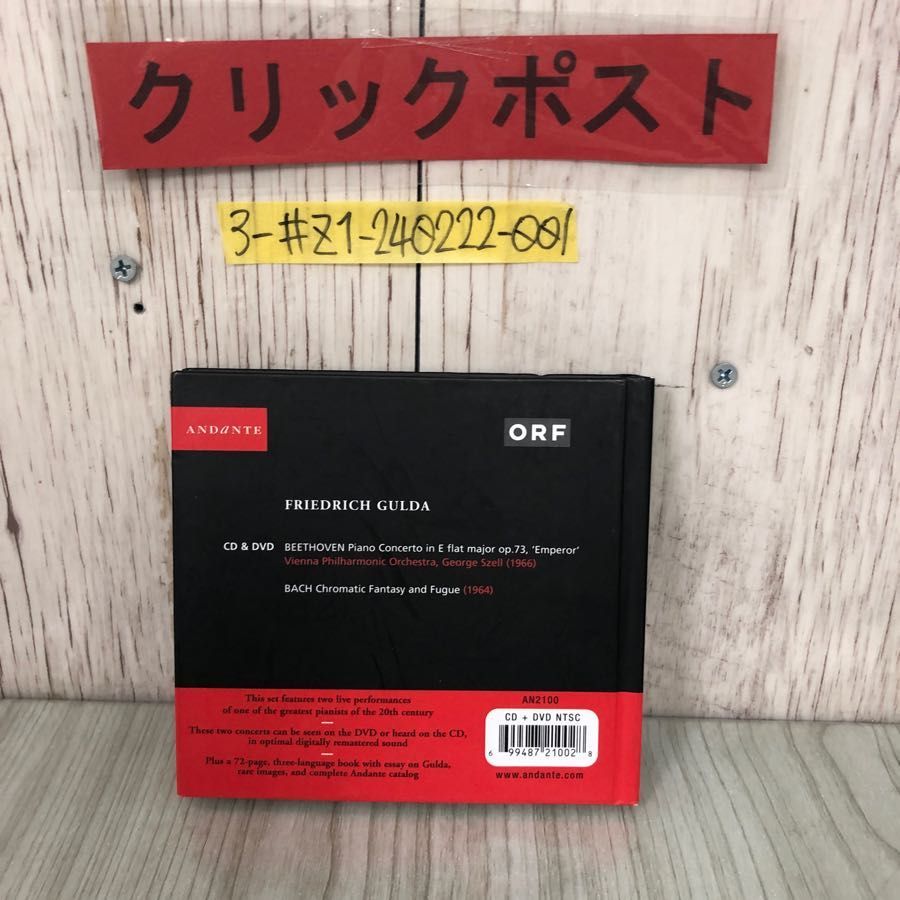 クリックポスト
3-#Z1-240222-001
ANDaNTE
ORF
FRIEDRICH GULDA
CD & DVD BEETHOVEN Piano Concerto in E flat major op.73, ‘Emperor’
Vienna Philharmonic Orchestra, George Szell (1966)
BACH Chromatic Fantasy and Fugue (1964)
This set features two live performances
of one of the greatest pianists of the 20th century
These two concerts can be seen on the DVD or heard on the CD,
in optimal digitally remastered sound
Plus a 72-page, three-language book with essay on Gulda,
rare images, and complete Andante catalog
AN2100
CD + DVD NTSC
6 99487 21002 8
www.andante.com